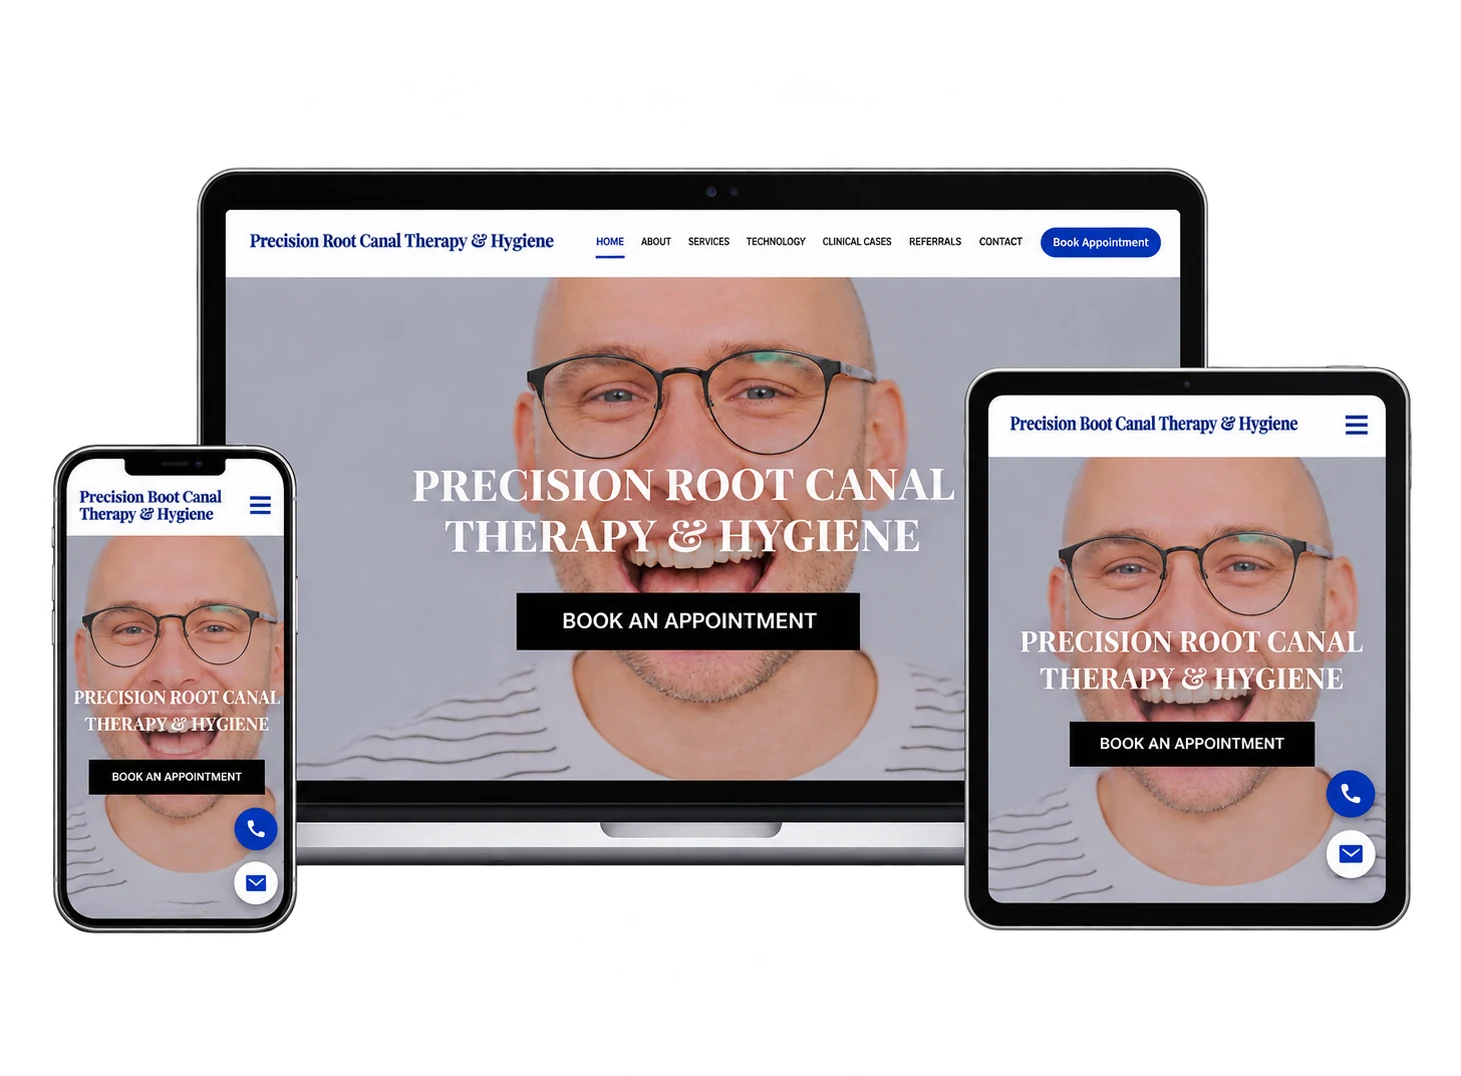 Precision Root Canal Therapy & Hygiene
HOME ABOUT SERVICES TECHNOLOGY CLINICAL CASES REFERRALS CONTACT Book Appointment
PRECISION ROOT CANAL
THERAPY & HYGIENE
BOOK AN APPOINTMENT
Precision Boot Canal
Therapy & Hygiene
PRECISION ROOT CANAL
THERAPY & HYGIENE
BOOK AN APPOINTMENT
Precision Boot Canal Therapy & Hygiene
PRECISION ROOT CANAL
THERAPY & HYGIENE
BOOK AN APPOINTMENT